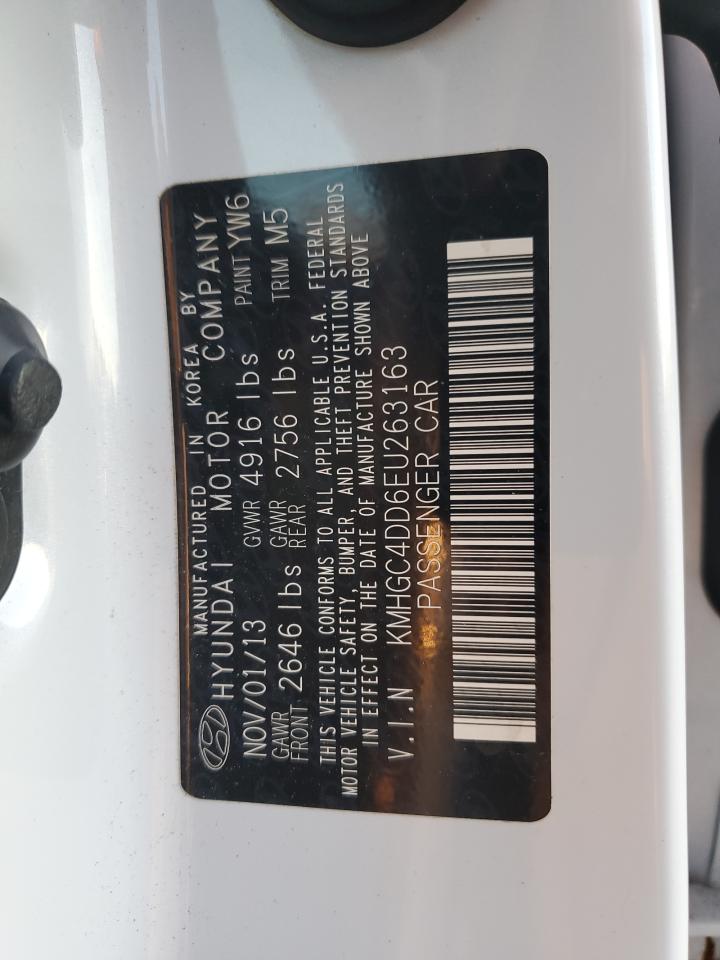 MANUFACTURED IN KOREA BY
HYUNDAI MOTOR COMPANY
NOV/01/13 GVWR 4916 lbs PAINT YW6
GAWR FRONT 2646 lbs GAWR REAR 2756 lbs TRIM M5
THIS VEHICLE CONFORMS TO ALL APPLICABLE U.S.A. FEDERAL
MOTOR VEHICLE SAFETY, BUMPER, AND THEFT PREVENTION STANDARDS
IN EFFECT ON THE DATE OF MANUFACTURE SHOWN ABOVE
V.I.N KMHGC4DD6EU263163
PASSENGER CAR